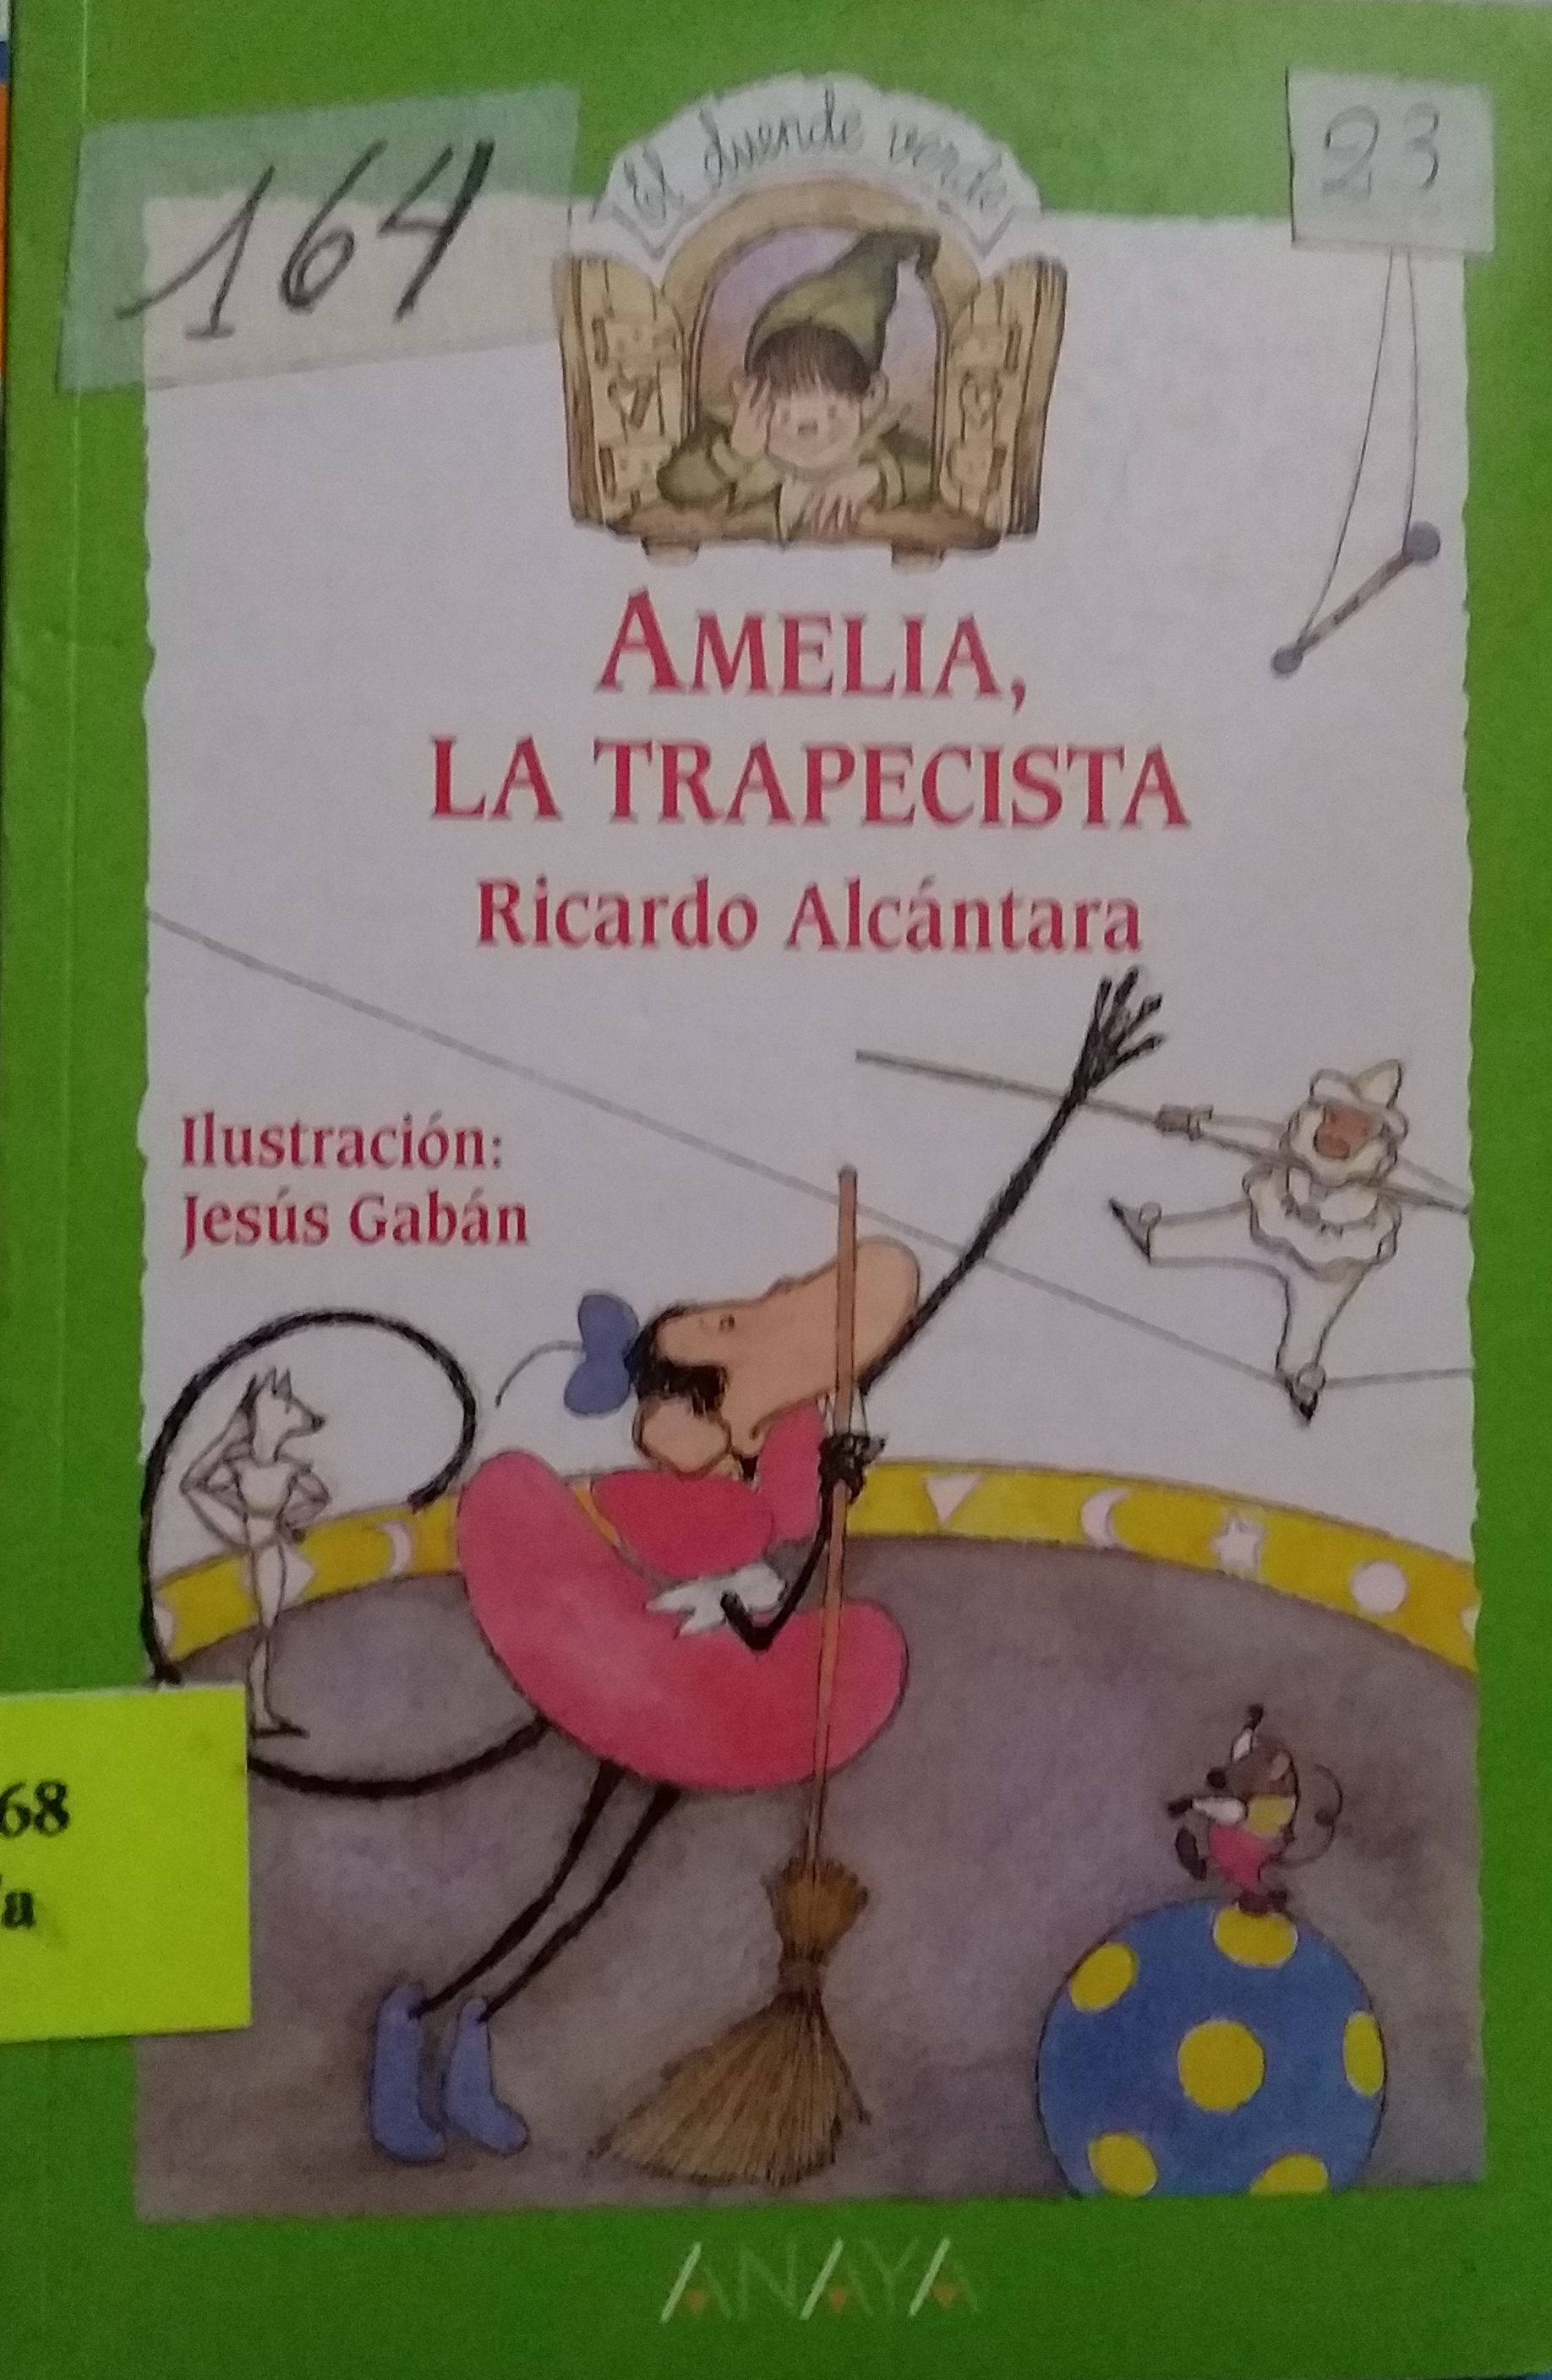 164
El duende verde
23
AMELIA,
LA TRAPECISTA
Ricardo Alcántara
Ilustración:
Jesús Gabán
68
a
ANAYA